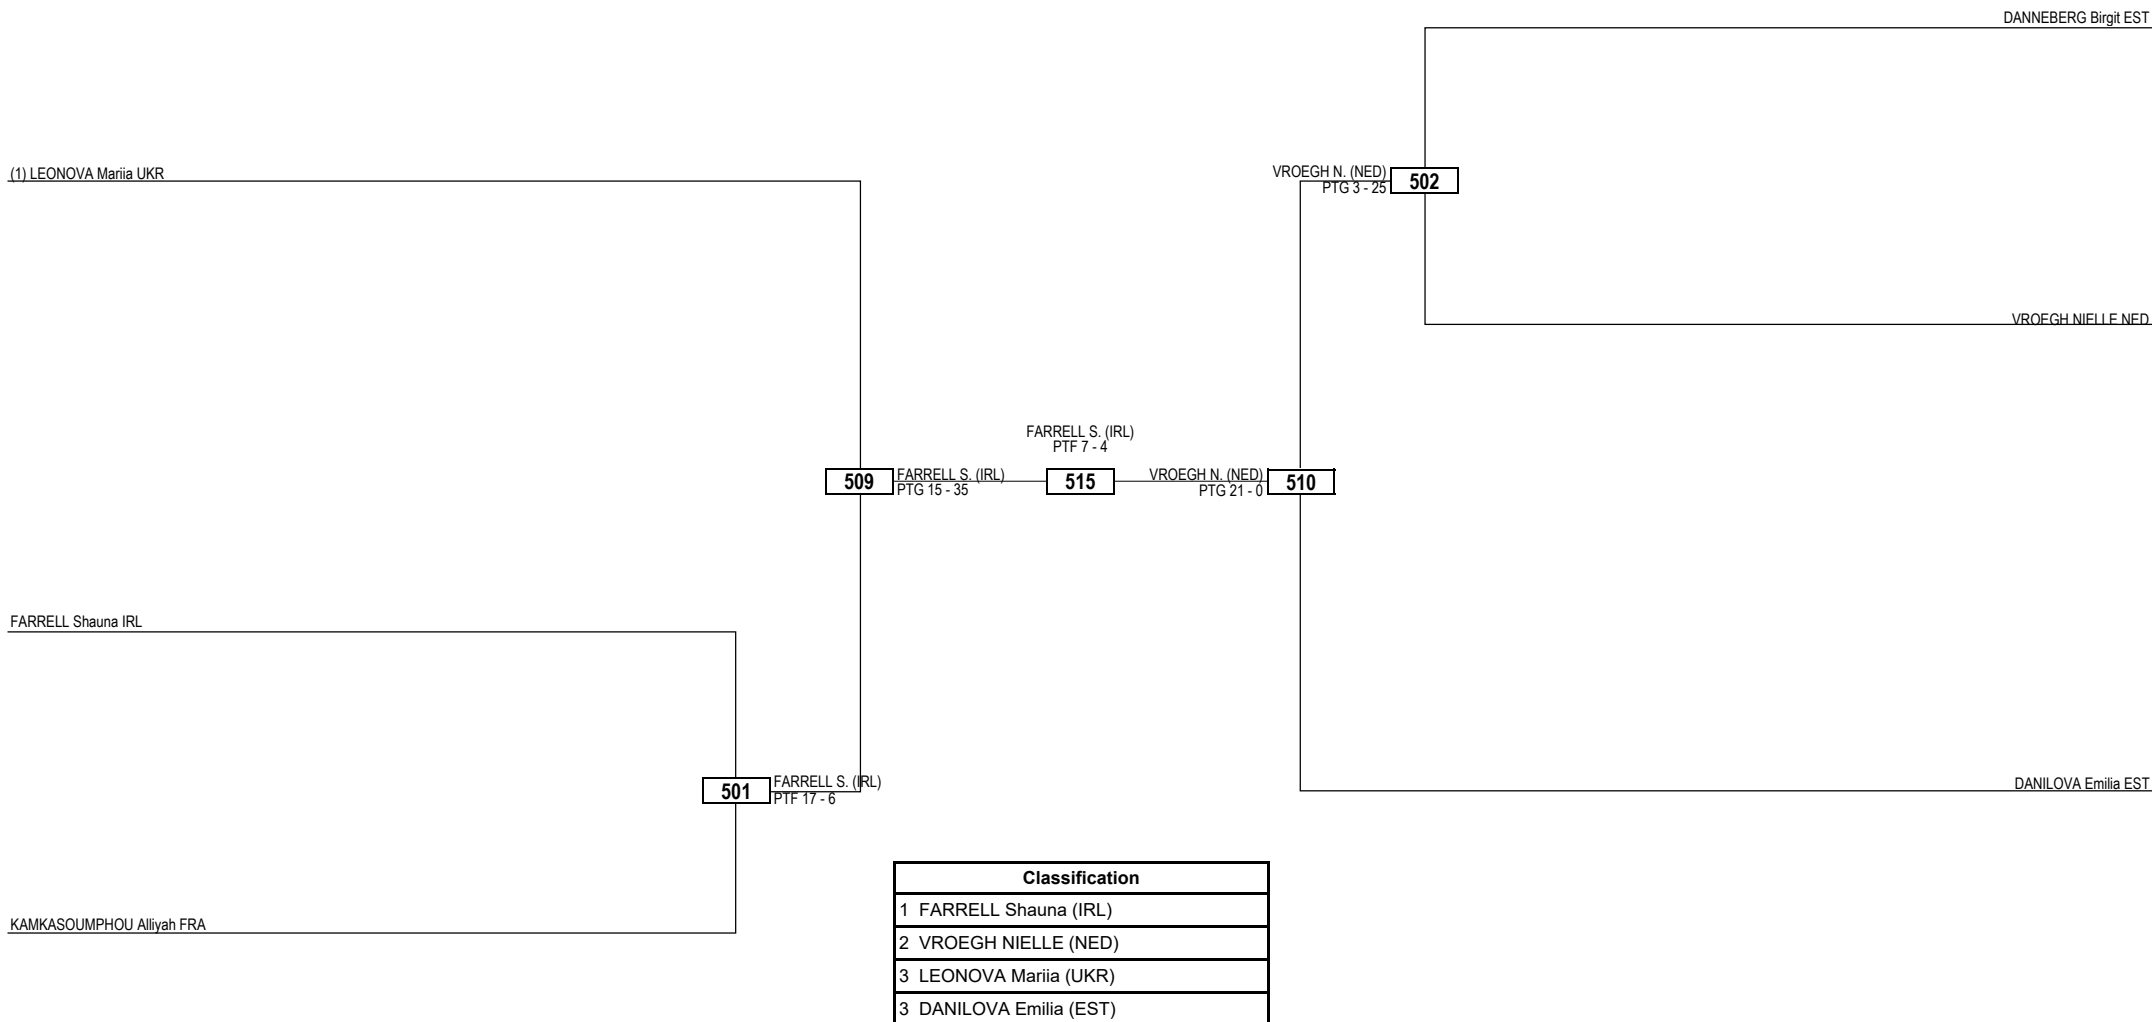 DANNEBERG Birgit EST
(1) LEONOVA Mariia UKR
VROEGH N. (NED)
PTG 3 - 25
502
VROEGH NIELLE NED
FARRELL S. (IRL)
PTF 7 - 4
509
FARRELL S. (IRL)
PTG 15 - 35
515
VROEGH N. (NED)
PTG 21 - 0
510
FARRELL Shauna IRL
501
FARRELL S. (IRL)
PTF 17 - 6
DANILOVA Emilia EST
KAMKASOUMPHOU Alliyah FRA
Classification
1 FARRELL Shauna (IRL)
2 VROEGH NIELLE (NED)
3 LEONOVA Mariia (UKR)
3 DANILOVA Emilia (EST)